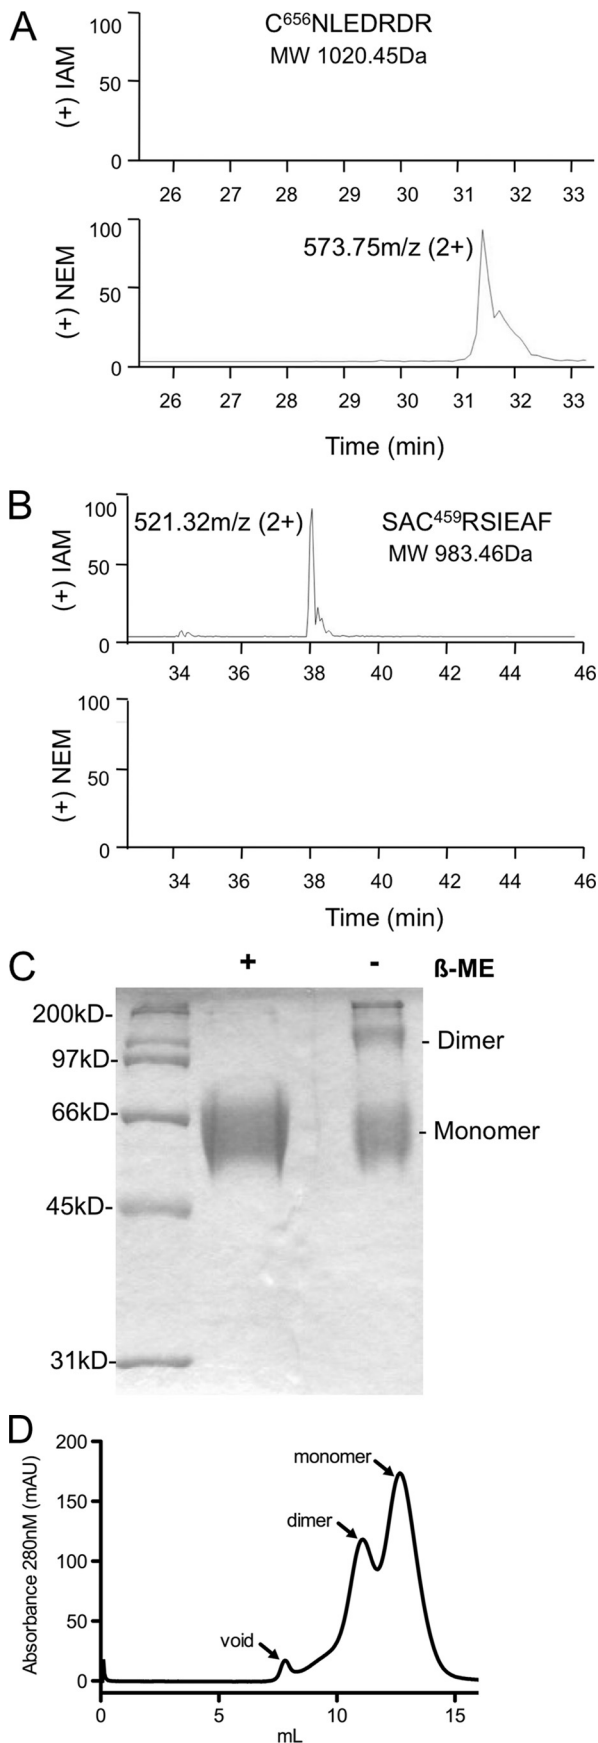 A
C⁶⁵⁶NLEDRDR
MW 1020.45Da
(+) IAM
100
50
0
26 27 28 29 30 31 32 33
573.75m/z (2+)
(+) NEM
100
50
0
26 27 28 29 30 31 32 33
Time (min)
B
521.32m/z (2+)
SAC⁴⁵⁹RSIEAF
MW 983.46Da
(+) IAM
100
50
0
34 36 38 40 42 44 46
(+) NEM
100
50
0
34 36 38 40 42 44 46
Time (min)
C
+ - ß-ME
200kD-
- Dimer
97kD-
66kD-
- Monomer
45kD-
31kD-
D
Absorbance 280nM (mAU)
200
150
100
50
0
monomer
dimer
void
0 5 10 15
mL